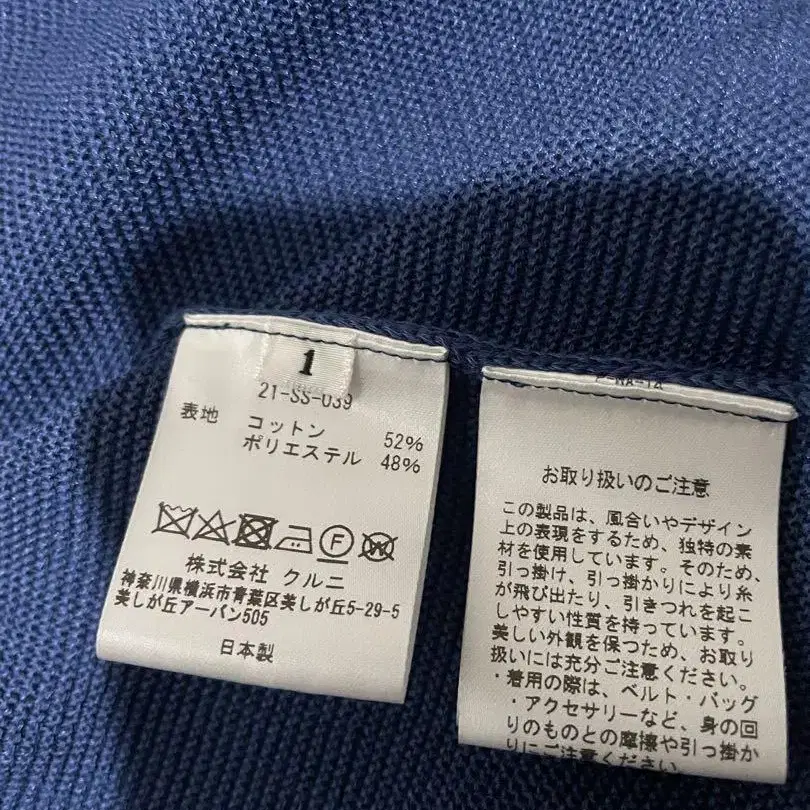 1
21-SS-039
表地 コットン 52%
ポリエステル 48%
F
W
株式会社 クルニ
神奈川県横浜市青葉区美しが丘5-29-5
美しが丘アーバン505
日本製
お取り扱いのご注意
この製品は、風合いやデザイン
上の表現をするため、独特の素
材を使用しています。そのため、
引っ掛け、引っ掛かりにより糸
が飛び出たり、引きつれを起こ
しやすい性質を持っています。
美しい外観を保つため、お取り
扱いには充分ご注意ください。
・着用の際は、ベルト・バッグ
・アクセサリーなど、身の回
りのものとの摩擦や引っ掛か
りにご注意ください